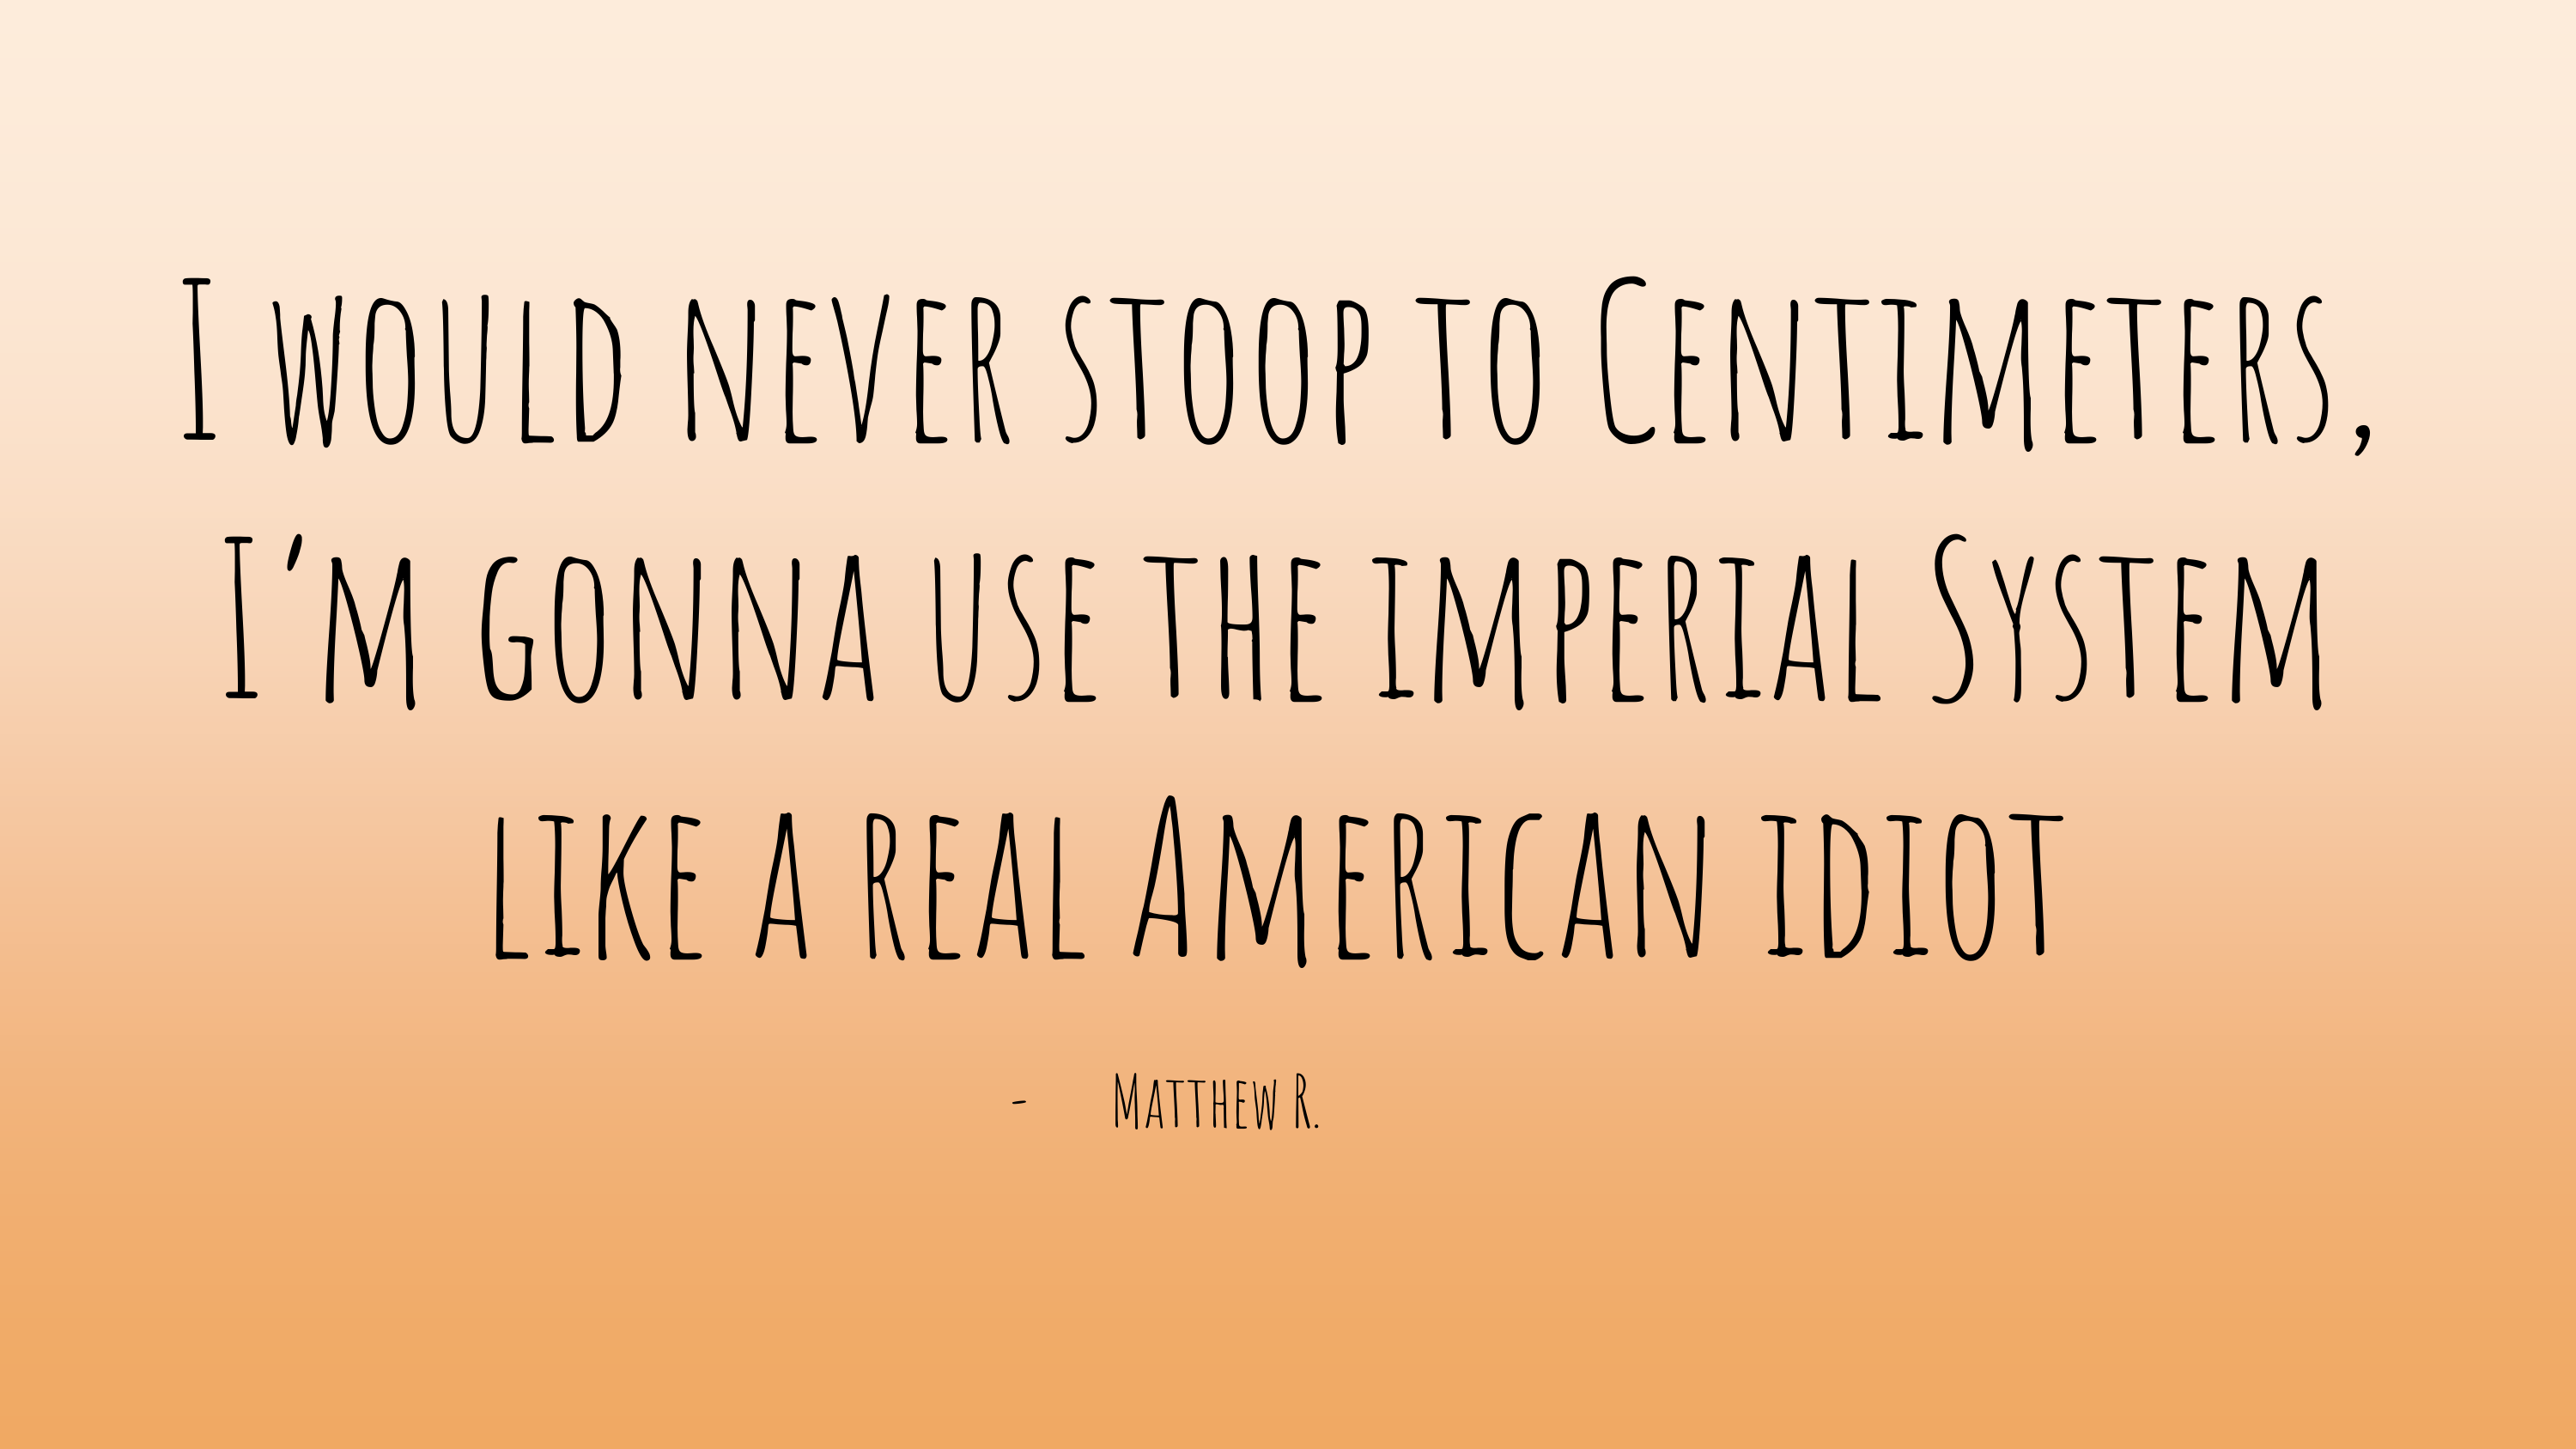 I would never stoop to Centimeters,
I'm gonna use the imperial System
like a real American idiot
- Matthew R.